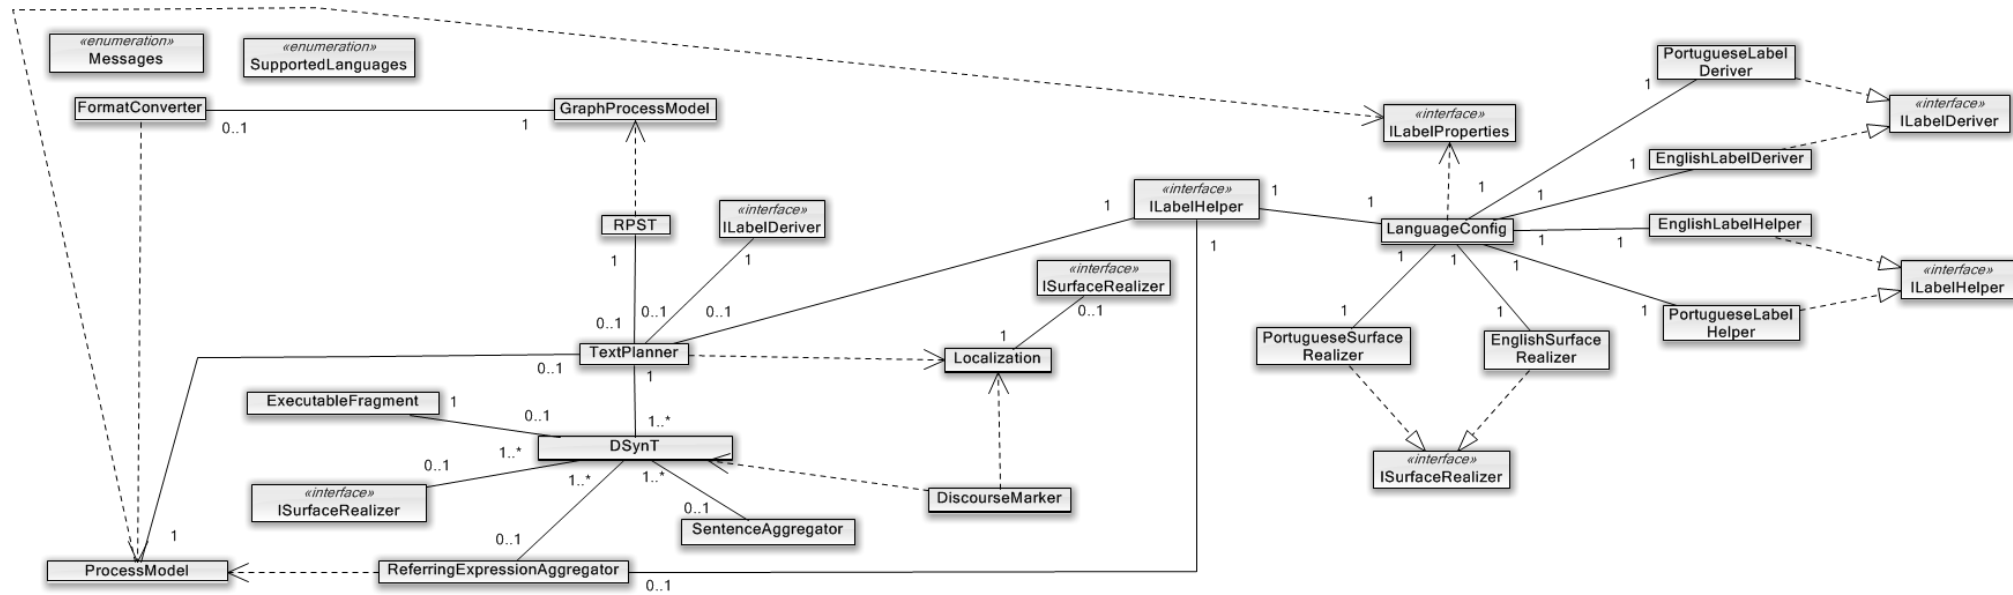 «enumeration»
Messages
«enumeration»
SupportedLanguages
PortugueseLabel
Deriver
1
1
FormatConverter
0..1
1
GraphProcessModel
«interface»
ILabelProperties
«interface»
ILabelDeriver
EnglishLabelDeriver
1
1
«interface»
ILabelHelper
1
1
1
1
RPST
1
«interface»
ILabelDeriver
1
LanguageConfig
EnglishLabelHelper
1
1
1
1
1
1
«interface»
ILabelHelper
«interface»
ISurfaceRealizer
0..1
1
0..1
0..1
0..1
PortugueseLabel
Helper
1
1
1
PortugueseSurface
Realizer
EnglishSurface
Realizer
TextPlanner
0..1
1
Localization
ExecutableFragment
1
0..1
1..*
DSynT
1..*
0..1
1..*
1..*
«interface»
ISurfaceRealizer
«interface»
ISurfaceRealizer
DiscourseMarker
0..1
SentenceAggregator
0..1
1
ProcessModel
ReferringExpressionAggregator
0..1